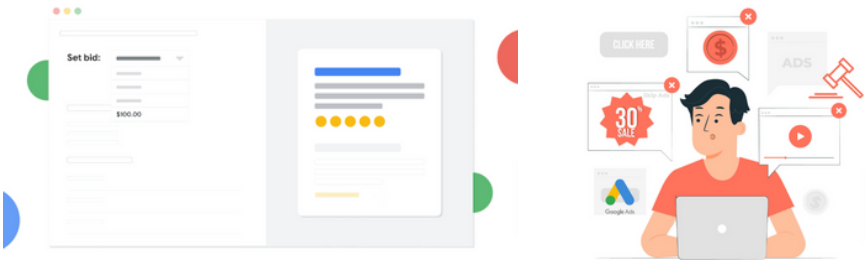 Set bid:
$100.00
CLICK HERE
ADS
30%
SALE
Google Ads